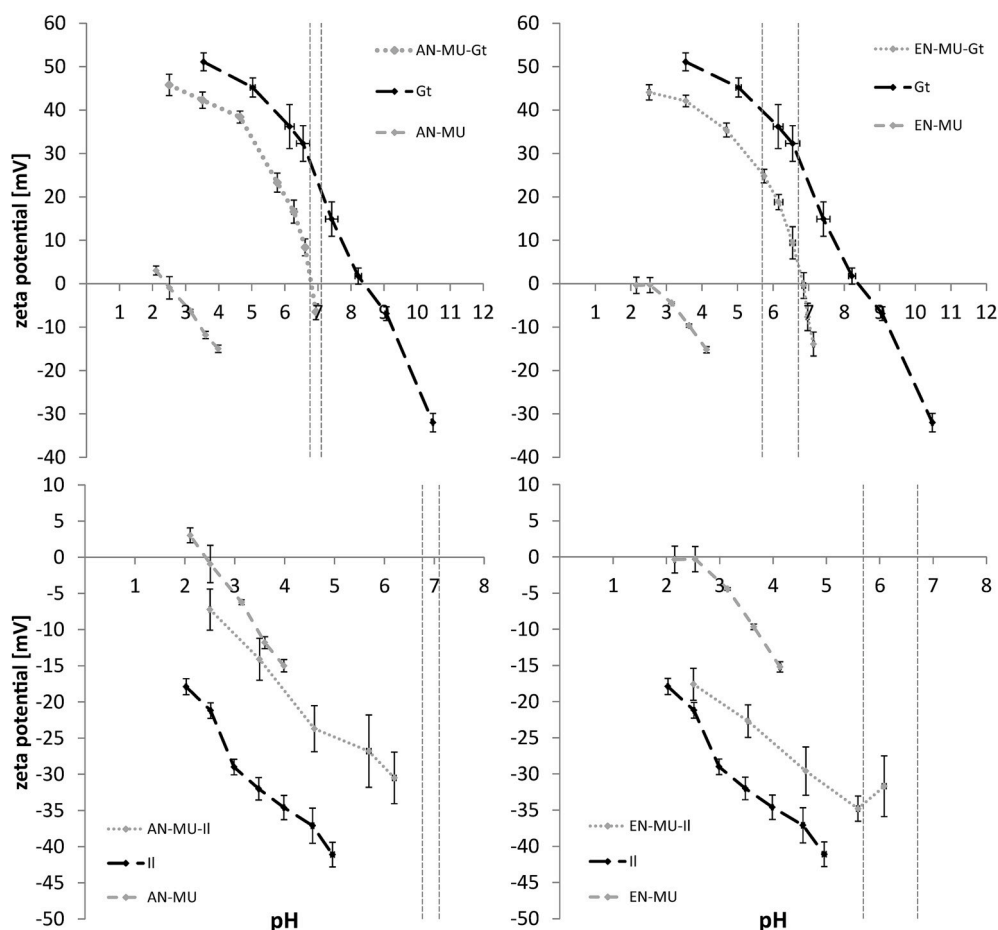 60
50
40
30
20
10
0
-10
-20
-30
-40
zeta potential [mV]
1 2 3 4 5 6 7 8 9 10 11 12
AN-MU-Gt
Gt
AN-MU
60
50
40
30
20
10
0
-10
-20
-30
-40
1 2 3 4 5 6 7 8 9 10 11 12
EN-MU-Gt
Gt
EN-MU
10
5
0
-5
-10
-15
-20
-25
-30
-35
-40
-45
-50
zeta potential [mV]
1 2 3 4 5 6 7 8
AN-MU-Il
Il
AN-MU
pH
10
5
0
-5
-10
-15
-20
-25
-30
-35
-40
-45
-50
1 2 3 4 5 6 7 8
EN-MU-Il
Il
EN-MU
pH